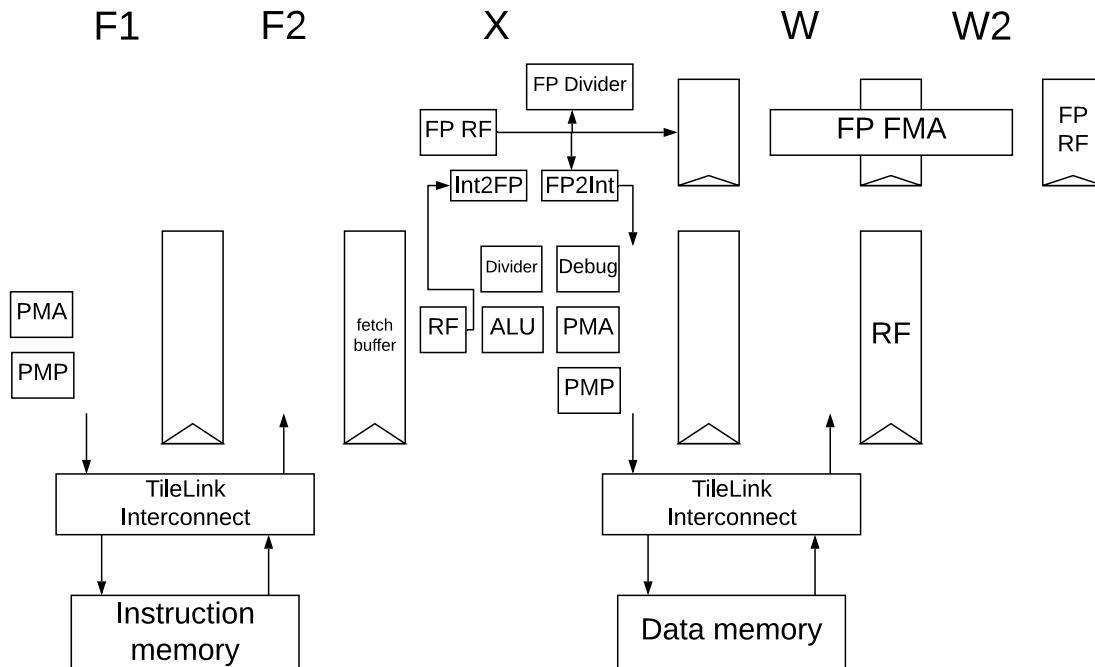 F1 F2 X W W2
FP Divider
FP RF
FP FMA
FP
RF
Int2FP
FP2Int
Divider
Debug
PMA
fetch
buffer
RF
ALU
PMA
RF
PMP
PMP
TileLink
Interconnect
TileLink
Interconnect
Instruction
memory
Data memory